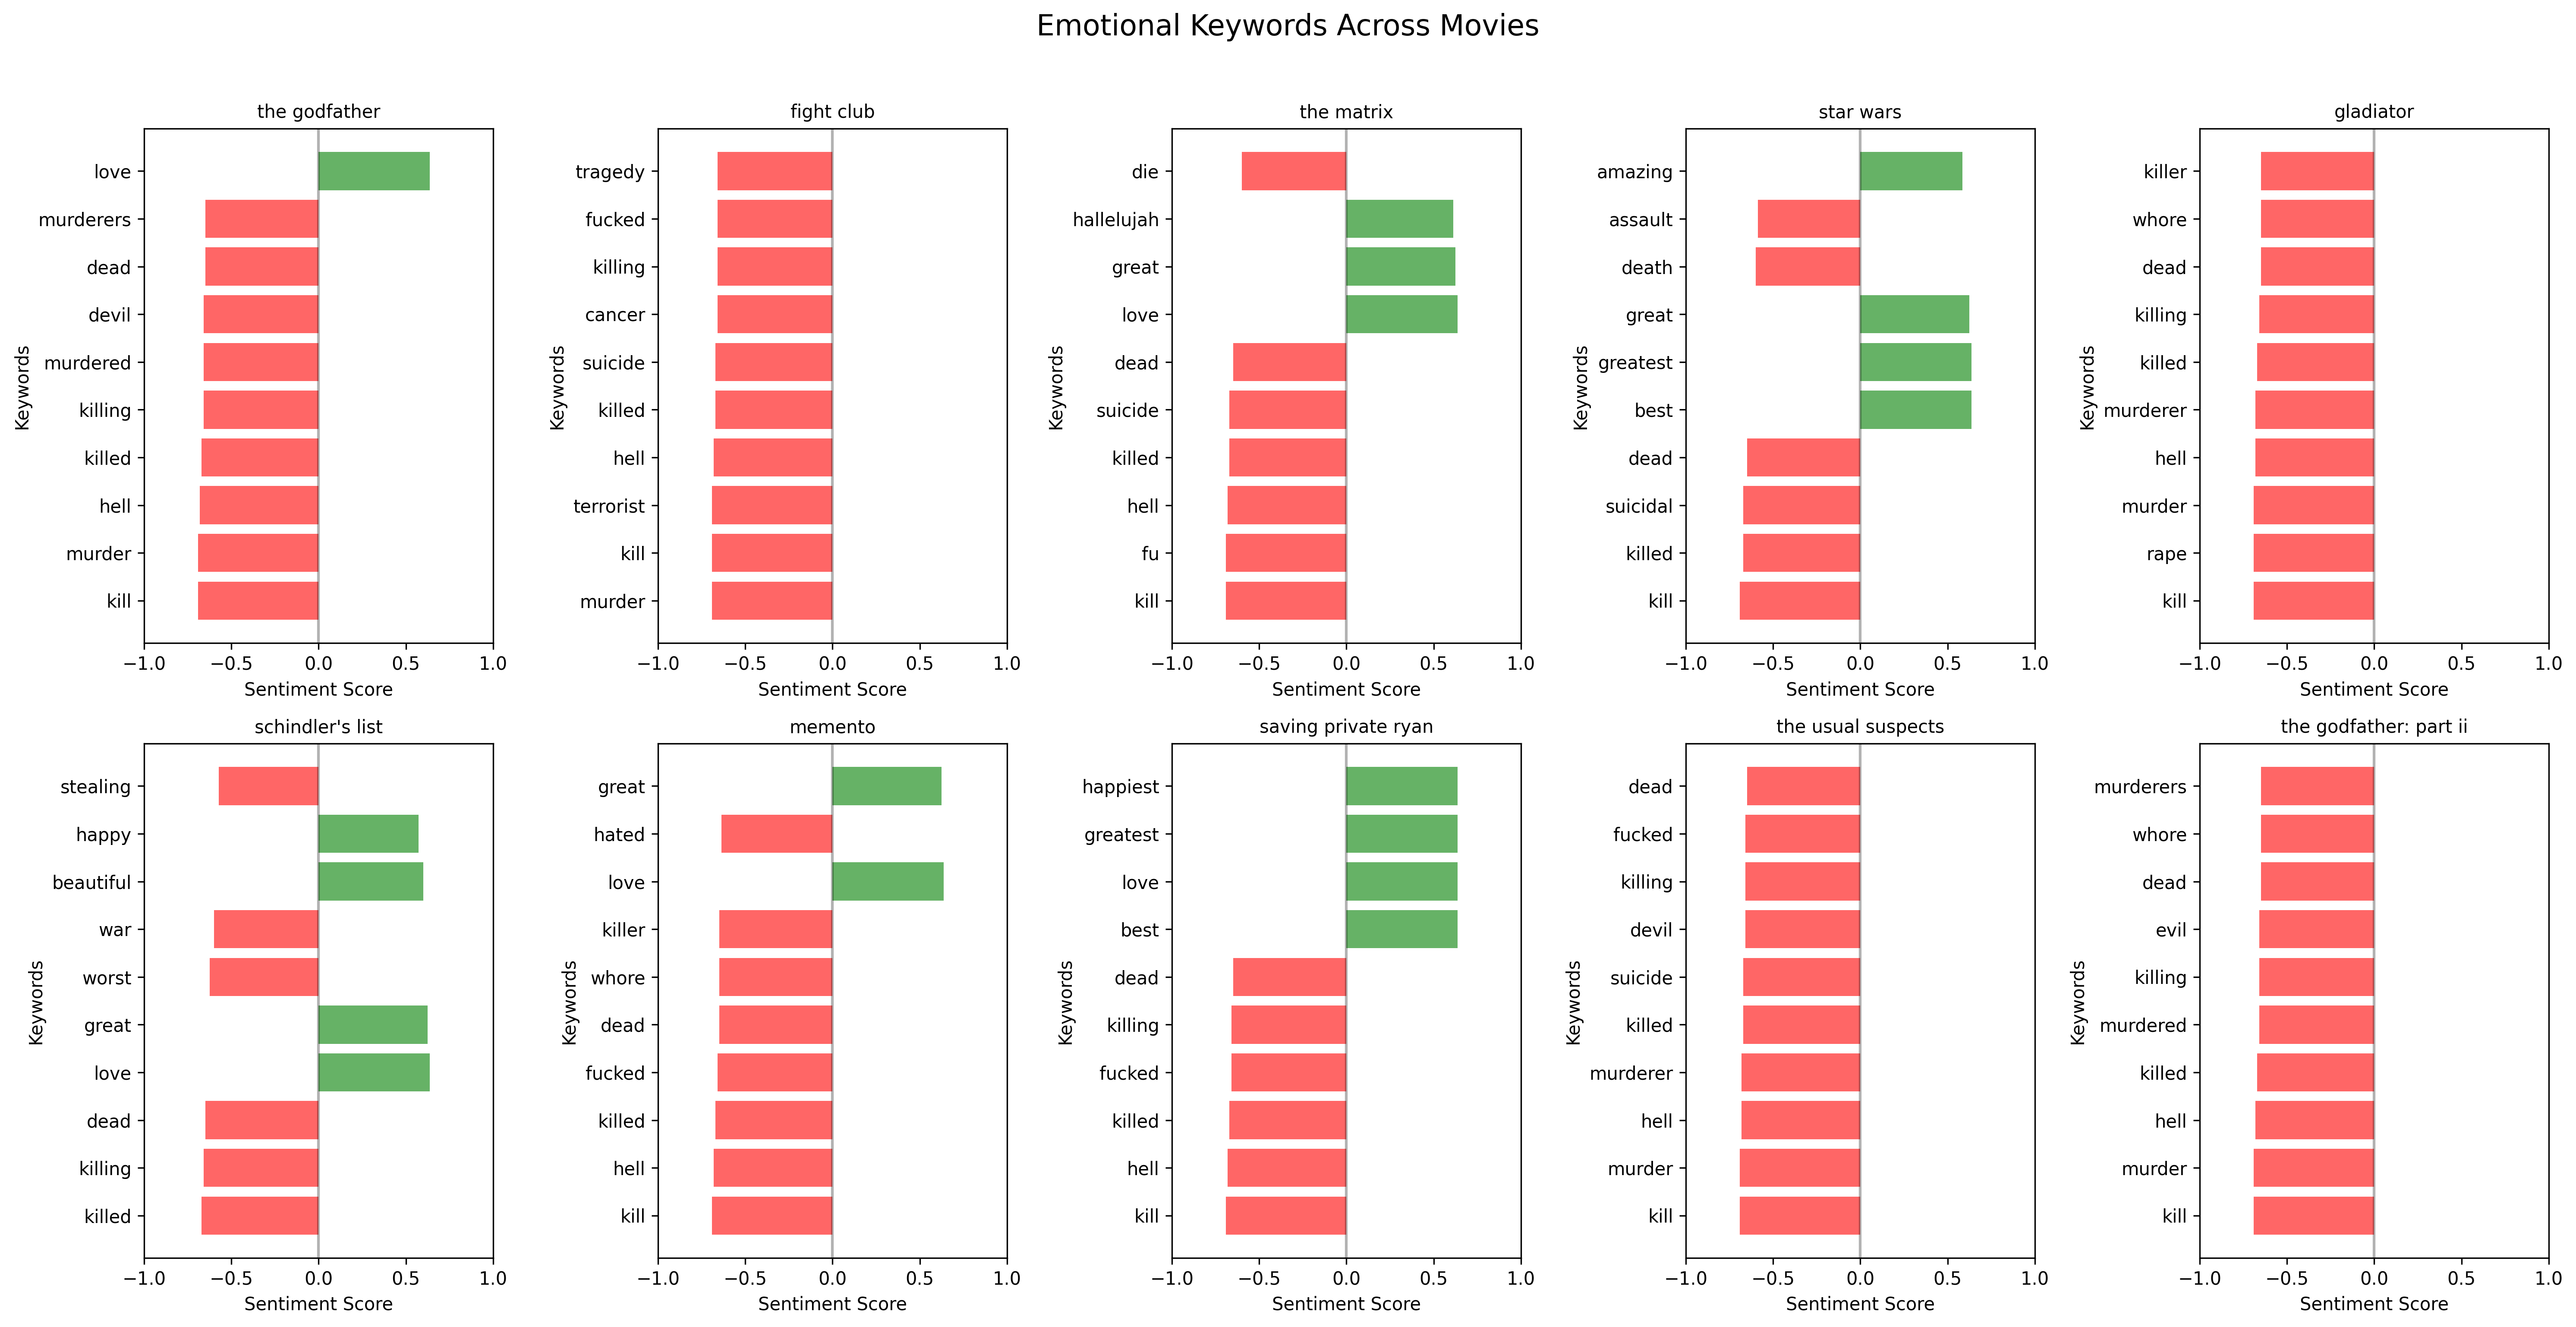 Emotional Keywords Across Movies
the godfather
Keywords
love
murderers
dead
devil
murdered
killing
killed
hell
murder
kill
−1.0 −0.5 0.0 0.5 1.0
Sentiment Score
fight club
Keywords
tragedy
fucked
killing
cancer
suicide
killed
hell
terrorist
kill
murder
−1.0 −0.5 0.0 0.5 1.0
Sentiment Score
the matrix
Keywords
die
hallelujah
great
love
dead
suicide
killed
hell
fu
kill
−1.0 −0.5 0.0 0.5 1.0
Sentiment Score
star wars
Keywords
amazing
assault
death
great
greatest
best
dead
suicidal
killed
kill
−1.0 −0.5 0.0 0.5 1.0
Sentiment Score
gladiator
Keywords
killer
whore
dead
killing
killed
murderer
hell
murder
rape
kill
−1.0 −0.5 0.0 0.5 1.0
Sentiment Score
schindler's list
Keywords
stealing
happy
beautiful
war
worst
great
love
dead
killing
killed
−1.0 −0.5 0.0 0.5 1.0
Sentiment Score
memento
Keywords
great
hated
love
killer
whore
dead
fucked
killed
hell
kill
−1.0 −0.5 0.0 0.5 1.0
Sentiment Score
saving private ryan
Keywords
happiest
greatest
love
best
dead
killing
fucked
killed
hell
kill
−1.0 −0.5 0.0 0.5 1.0
Sentiment Score
the usual suspects
Keywords
dead
fucked
killing
devil
suicide
killed
murderer
hell
murder
kill
−1.0 −0.5 0.0 0.5 1.0
Sentiment Score
the godfather: part ii
Keywords
murderers
whore
dead
evil
killing
murdered
killed
hell
murder
kill
−1.0 −0.5 0.0 0.5 1.0
Sentiment Score